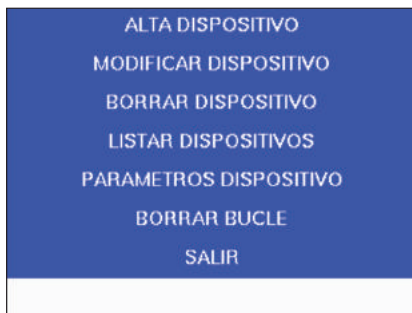 ALTA DISPOSITIVO
MODIFICAR DISPOSITIVO
BORRAR DISPOSITIVO
LISTAR DISPOSITIVOS
PARAMETROS DISPOSITIVO
BORRAR BUCLE
SALIR